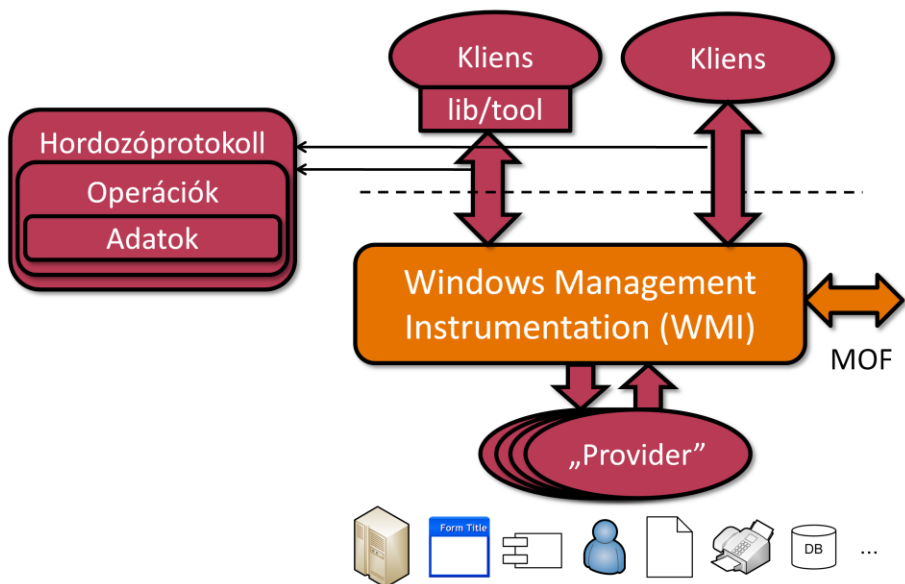 Kliens
Kliens
lib/tool
Hordozóprotokoll
Operációk
Adatok
Windows Management
Instrumentation (WMI)
MOF
„Provider”
Form Title
DB
...